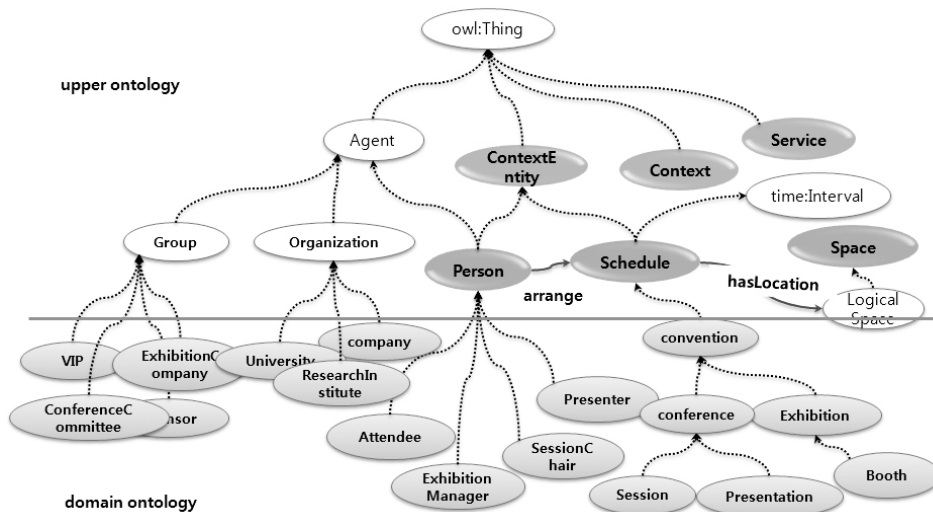 owl:Thing
upper ontology
Agent
Service
ContextE
ntity
Context
time:Interval
Group
Organization
Space
Person
Schedule
arrange
hasLocation
Logical
Space
VIP
ExhibitionC
ompany
University
company
ResearchIn
stitute
convention
ConferenceC
ommittee
nsor
Attendee
Presenter
conference
Exhibition
SessionC
hair
Exhibition
Manager
Session
Presentation
Booth
domain ontology